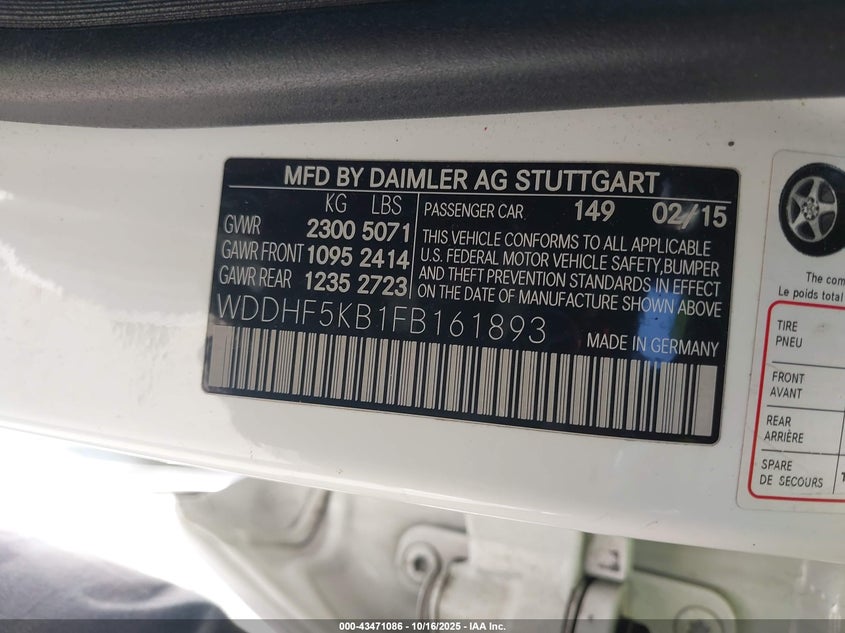 MFD BY DAIMLER AG STUTTGART
KG LBS
GVWR 2300 5071
GAWR FRONT 1095 2414
GAWR REAR 1235 2723
PASSENGER CAR 149 02/15
THIS VEHICLE CONFORMS TO ALL APPLICABLE
U.S. FEDERAL MOTOR VEHICLE SAFETY,BUMPER
AND THEFT PREVENTION STANDARDS IN EFFECT
ON THE DATE OF MANUFACTURE SHOWN ABOVE
WDDHF5KB1FB161893
MADE IN GERMANY
The com
Le poids total
TIRE
PNEU
FRONT
AVANT
REAR
ARRIÈRE
SPARE
DE SECOURS
000-43471086 - 10/16/2025 - IAA Inc.